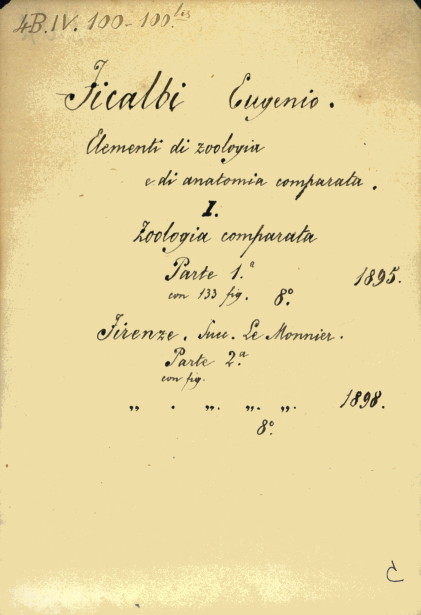 4B.IV. 100-100.bis
Ficalbi Eugenio.
Elementi di zoologia
e di anatomia comparata.
I.
Zoologia comparata
Parte 1.a 1895.
con 133 fig. 8°.
Firenze. Succ. Le Monnier.
Parte 2.a
con fig.
„ . „. „. „. 1898.
8°.
C